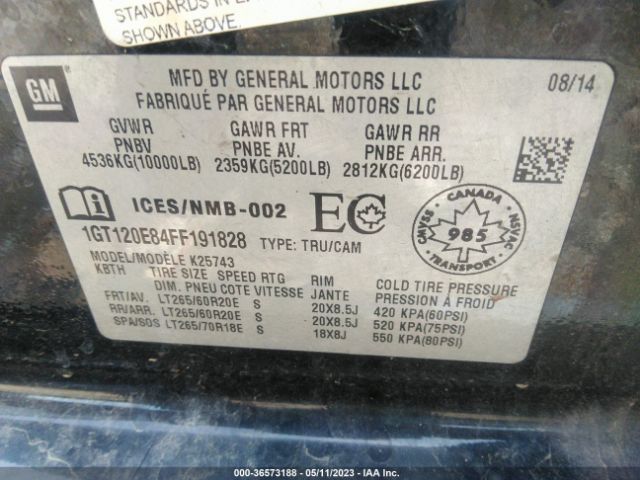 STANDARDS IN
SHOWN ABOVE.
GM
MFD BY GENERAL MOTORS LLC
FABRIQUÉ PAR GENERAL MOTORS LLC
08/14
GVWR GAWR FRT GAWR RR
PNBV PNBE AV. PNBE ARR.
4536KG(10000LB) 2359KG(5200LB) 2812KG(6200LB)
ICES/NMB-002 EC
CANADA
CMVSS 985 NSVAC
TRANSPORT
1GT120E84FF191828 TYPE: TRU/CAM
MODEL/MODÈLE K25743
KBTH TIRE SIZE SPEED RTG RIM COLD TIRE PRESSURE
DIM. PNEU COTE VITESSE JANTE PRESSION À FROID
FRT/AV. LT265/60R20E S 20X8.5J 420 KPA(60PSI)
RR/ARR. LT265/60R20E S 20X8.5J 520 KPA(75PSI)
SPA/SDS LT265/70R18E S 18X8J 550 KPA(80PSI)
000-36573188 - 05/11/2023 - IAA Inc.